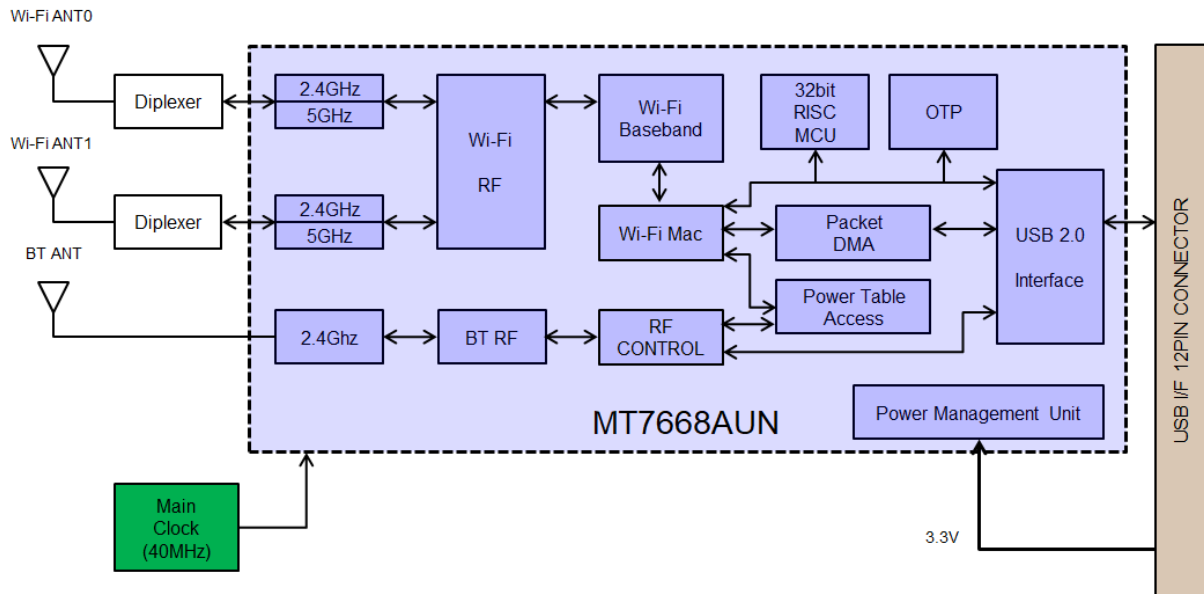 Wi-Fi ANT0
Diplexer
2.4GHz
5GHz
Wi-Fi
RF
Wi-Fi
Baseband
32bit
RISC
MCU
OTP
Wi-Fi ANT1
Diplexer
2.4GHz
5GHz
Wi-Fi Mac
Packet
DMA
USB 2.0
Interface
BT ANT
2.4Ghz
BT RF
RF
CONTROL
Power Table
Access
Power Management Unit
MT7668AUN
USB I/F 12PIN CONNECTOR
Main
Clock
(40MHz)
3.3V